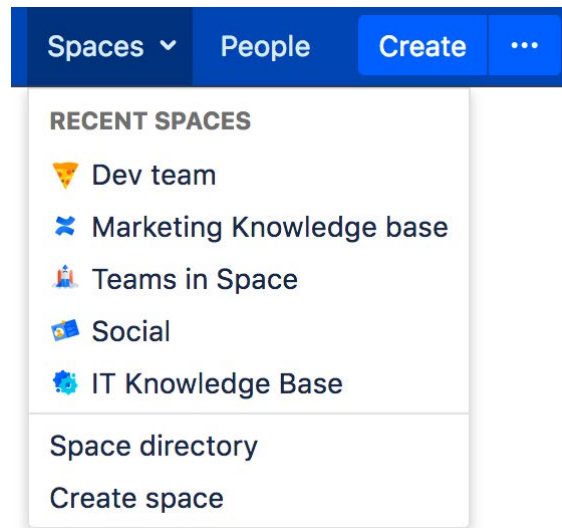 Spaces People Create ...
RECENT SPACES
Dev team
Marketing Knowledge base
Teams in Space
Social
IT Knowledge Base
Space directory
Create space